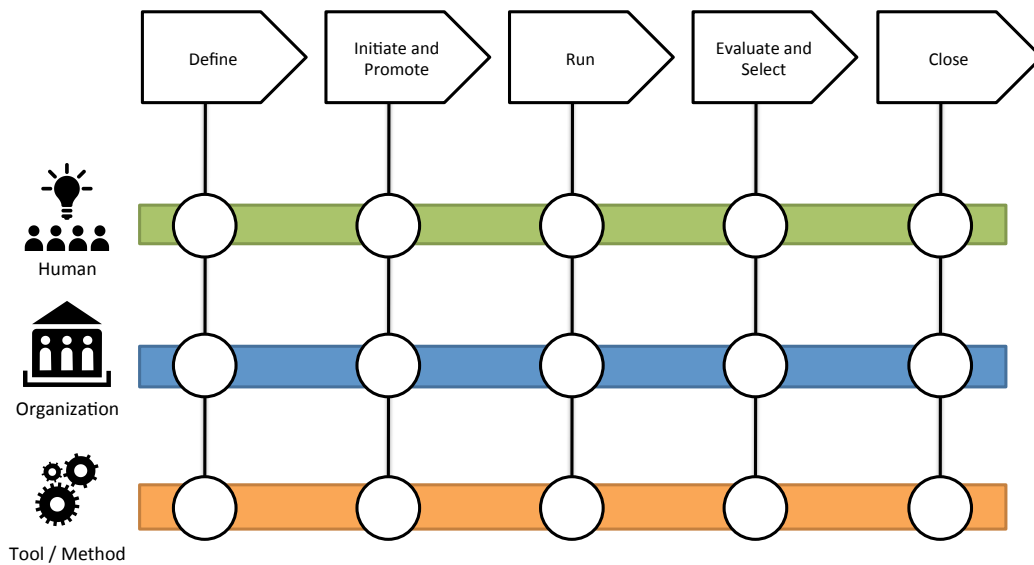 Define
Initiate and
Promote
Run
Evaluate and
Select
Close
Human
Organization
Tool / Method